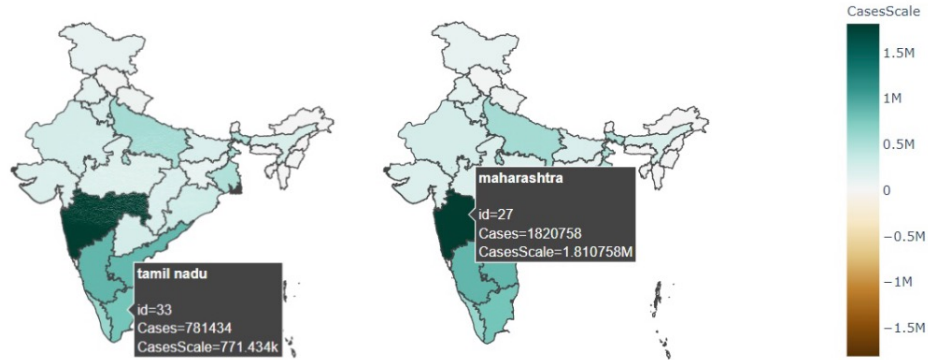 CasesScale
1.5M
1M
0.5M
0
−0.5M
−1M
−1.5M
maharashtra
id=27
Cases=1820758
CasesScale=1.810758M
tamil nadu
id=33
Cases=781434
CasesScale=771.434k